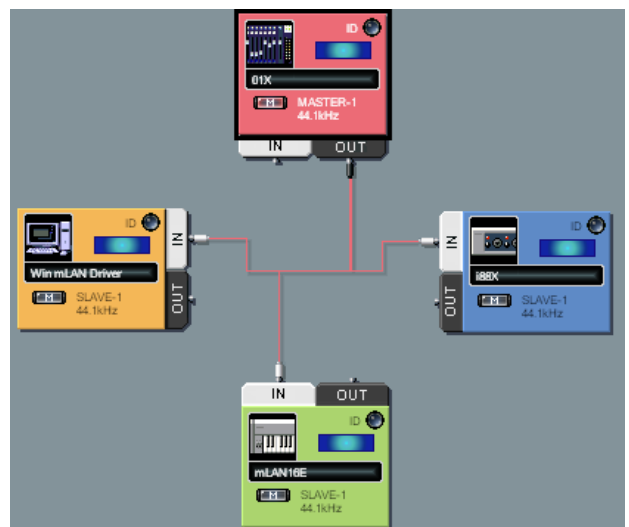 ID
01X
M MASTER-1
44.1kHz
IN OUT
ID
IN
Win mLAN Driver
M SLAVE-1
44.1kHz
OUT
ID
IN
i88X
M SLAVE-1
44.1kHz
OUT
IN OUT
ID
mLAN16E
M SLAVE-1
44.1kHz